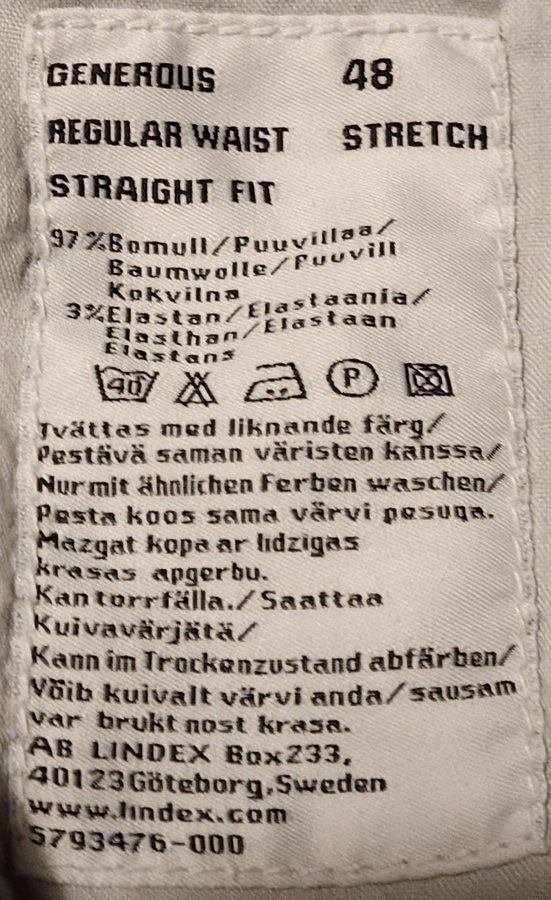 GENEROUS 48
REGULAR WAIST STRETCH
STRAIGHT FIT
97%Bomull/Puuvillaa/
Baumwolle/Puuvill
Kokvilna
3%Elastan/Elastaania/
Elasthan/Elastaan
Elastans
40 P
Tvättas med liknande färg/
Pestävä saman väristen kanssa/
Nur mit ähnlichen Ferben waschen/
Pesta koos sama värvi pesuga.
Mazgat kopa ar lidzigas
krasas apgerbu.
Kan torrfälla./Saattaa
Kuivavärjätä/
Kann im Trockenzustand abfärben/
Võib kuivalt värvi anda/sausam
var brukt nost krasa.
AB LINDEX Box233,
40123Göteborg,Sweden
www.lindex.com
5793476-000